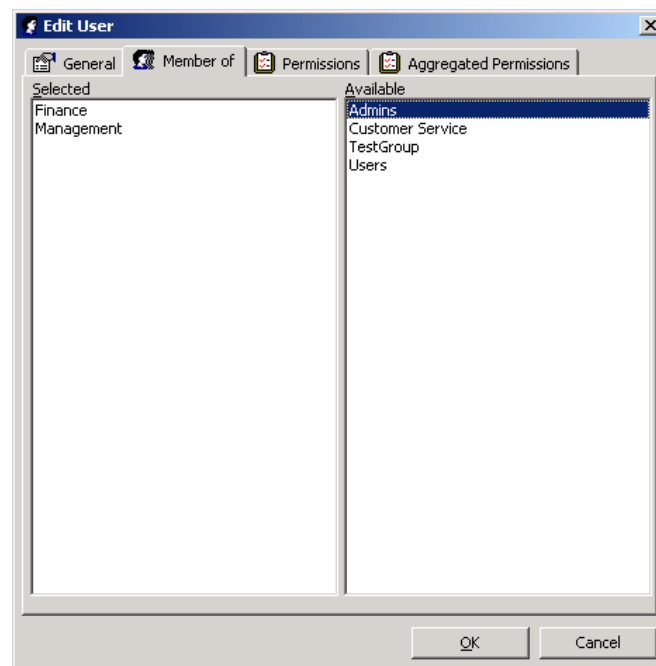 Edit User
General
Member of
Permissions
Aggregated Permissions
Selected
Finance
Management
Available
Admins
Customer Service
TestGroup
Users
OK
Cancel